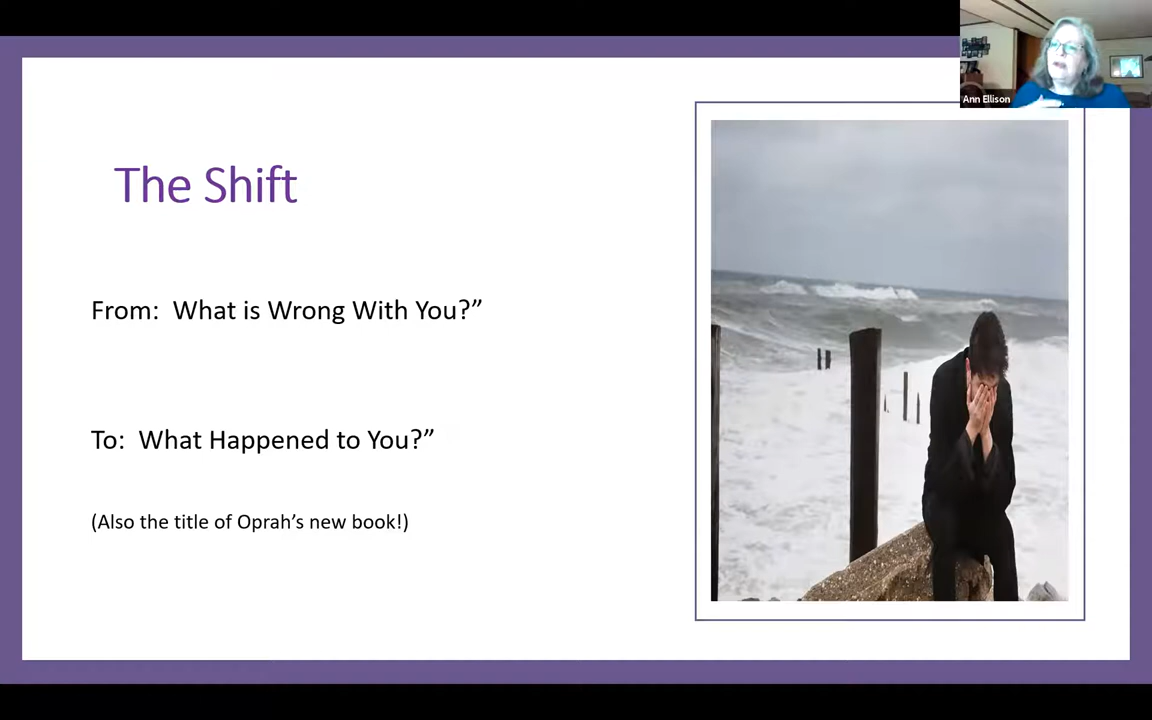 Ann Ellison
The Shift
From:  What is Wrong With You?”
To:  What Happened to You?”
(Also the title of Oprah’s new book!)